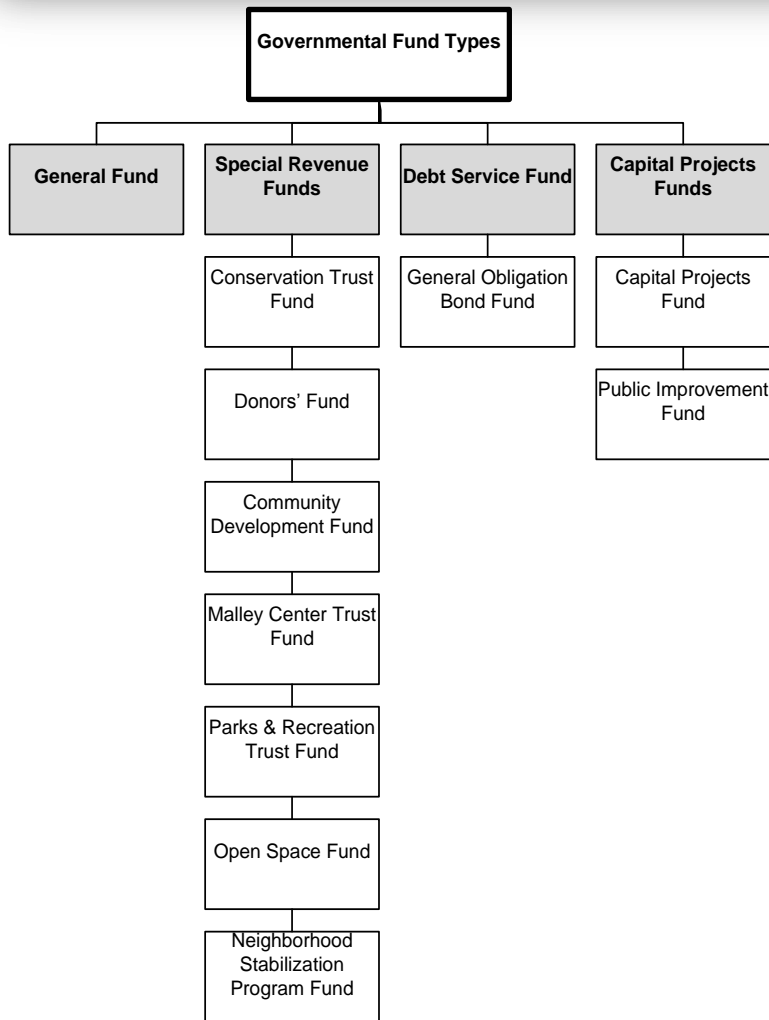 Governmental Fund Types
General Fund
Special Revenue
Funds
Debt Service Fund
Capital Projects
Funds
Conservation Trust
Fund
General Obligation
Bond Fund
Capital Projects
Fund
Donors’ Fund
Public Improvement
Fund
Community
Development Fund
Malley Center Trust
Fund
Parks & Recreation
Trust Fund
Open Space Fund
Neighborhood
Stabilization
Program Fund